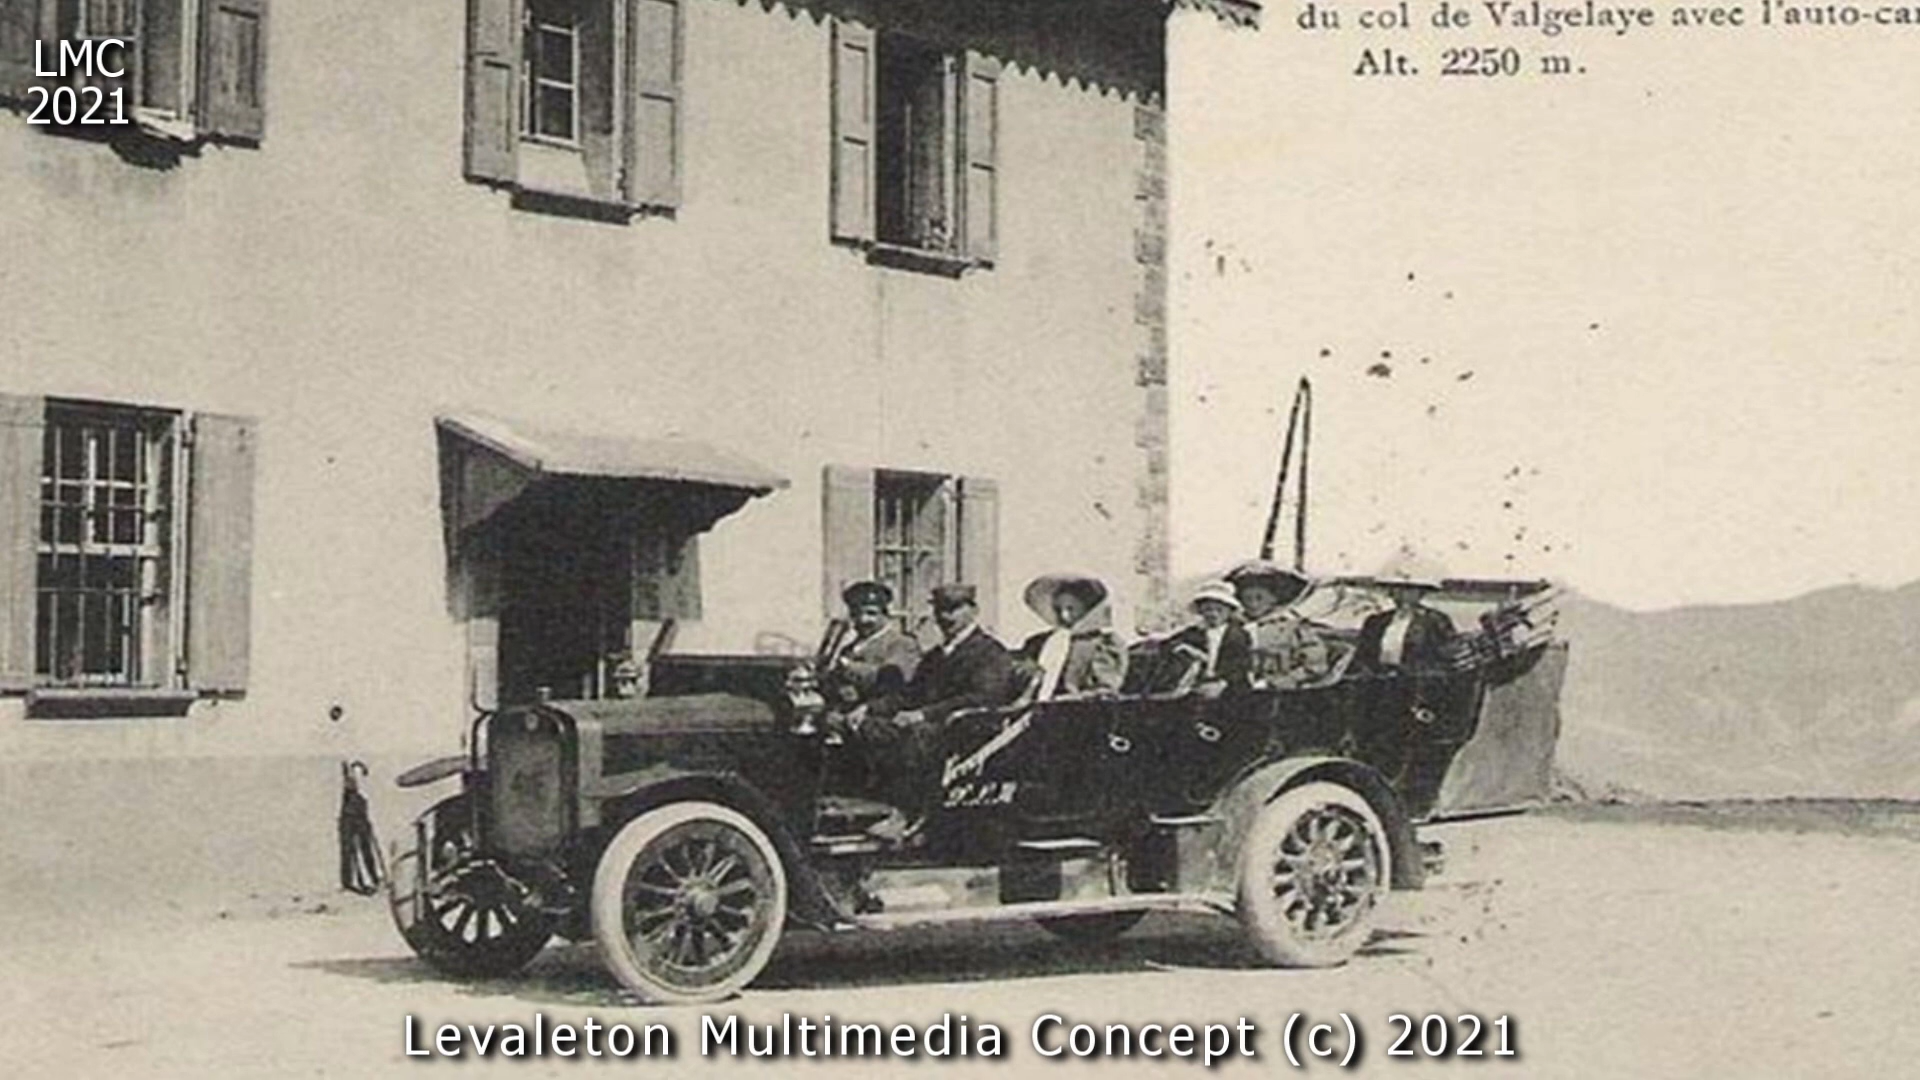 LMC
2021
du col de Valgelaye avec l'auto-car
Alt. 2250 m.
Levaleton Multimedia Concept (c) 2021